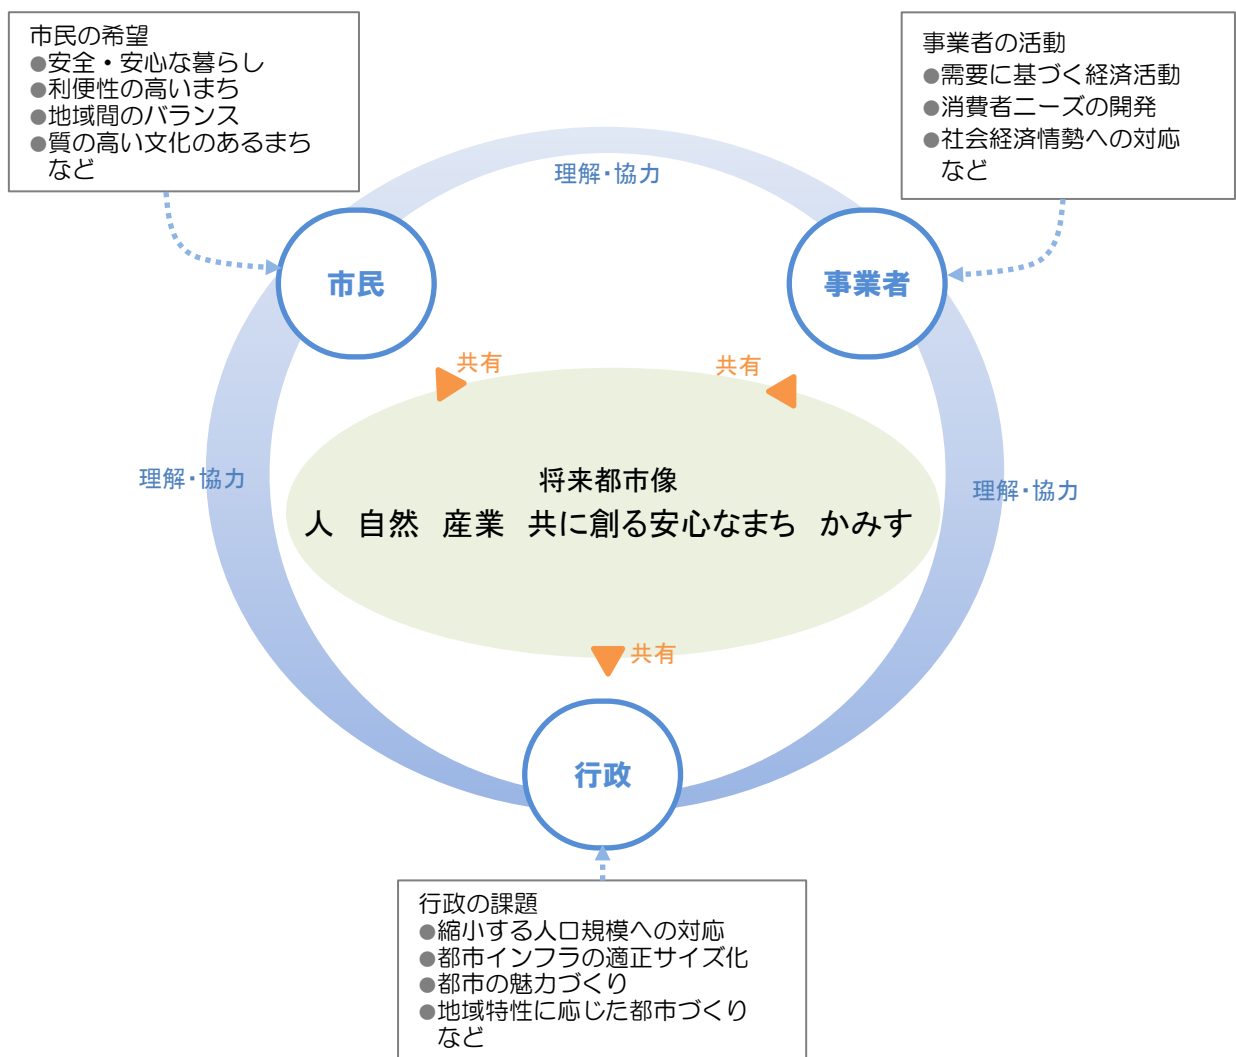 市民の希望
●安全・安心な暮らし
●利便性の高いまち
●地域間のバランス
●質の高い文化のあるまち
など
事業者の活動
●需要に基づく経済活動
●消費者ニーズの開発
●社会経済情勢への対応
など
理解・協力
市民
事業者
共有
共有
理解・協力
理解・協力
将来都市像
人　自然　産業　共に創る安心なまち　かみす
共有
行政
行政の課題
●縮小する人口規模への対応
●都市インフラの適正サイズ化
●都市の魅力づくり
●地域特性に応じた都市づくり
など